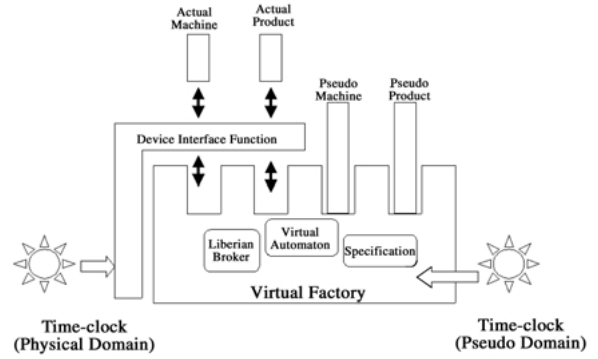 Actual
Machine
Actual
Product
Pseudo
Machine
Pseudo
Product
Device Interface Function
Liberian
Broker
Virtual
Automaton
Specification
Virtual Factory
Time-clock
(Physical Domain)
Time-clock
(Pseudo Domain)